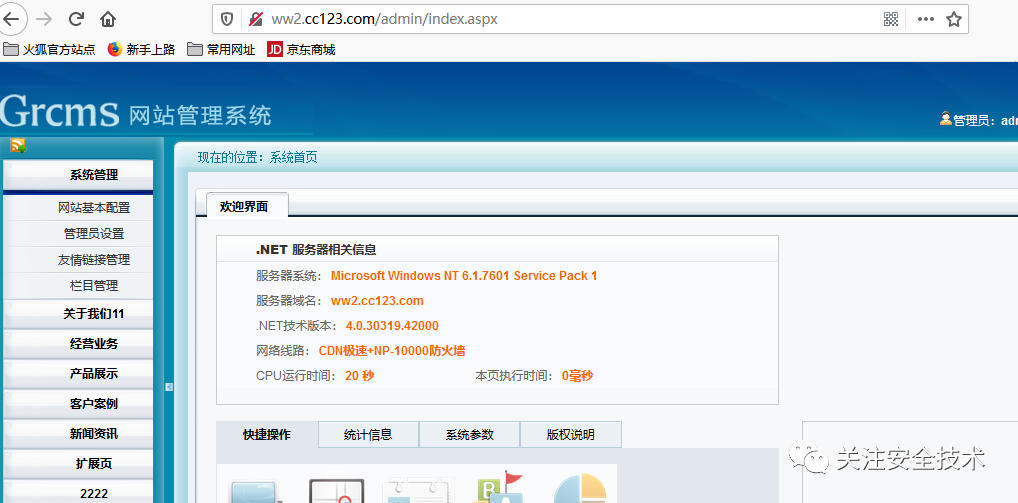 ww2.cc123.com/admin/index.aspx
火狐官方站点 新手上路 常用网址 JD 京东商城
Grcms 网站管理系统
管理员: adm
现在的位置: 系统首页
系统管理
网站基本配置
管理员设置
友情链接管理
栏目管理
关于我们11
经营业务
产品展示
客户案例
新闻资讯
扩展页
2222
欢迎界面
.NET 服务器相关信息
服务器系统: Microsoft Windows NT 6.1.7601 Service Pack 1
服务器域名: ww2.cc123.com
.NET技术版本: 4.0.30319.42000
网络线路: CDN极速+NP-10000防火墙
CPU运行时间: 20 秒 本页执行时间: 0毫秒
快捷操作 统计信息 系统参数 版权说明
B
关注安全技术